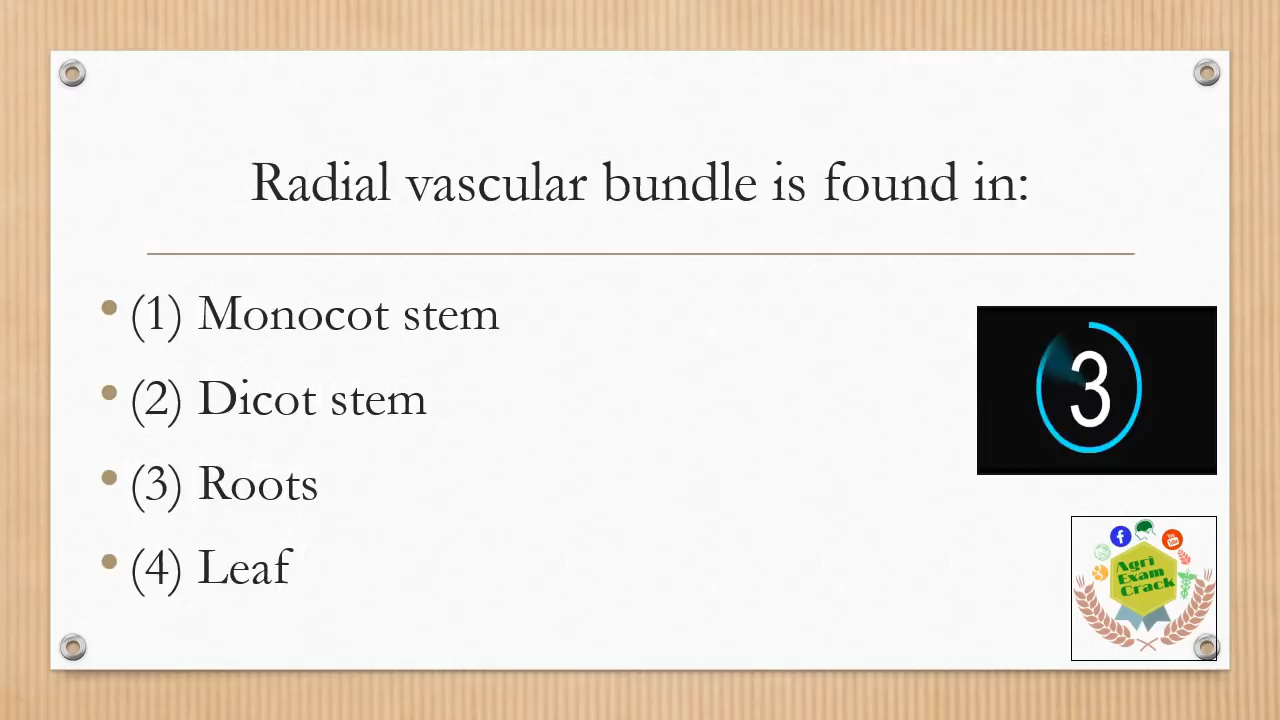 Radial vascular bundle is found in:
• (1) Monocot stem
• (2) Dicot stem
• (3) Roots
• (4) Leaf
3
Agri
Exam
Crack